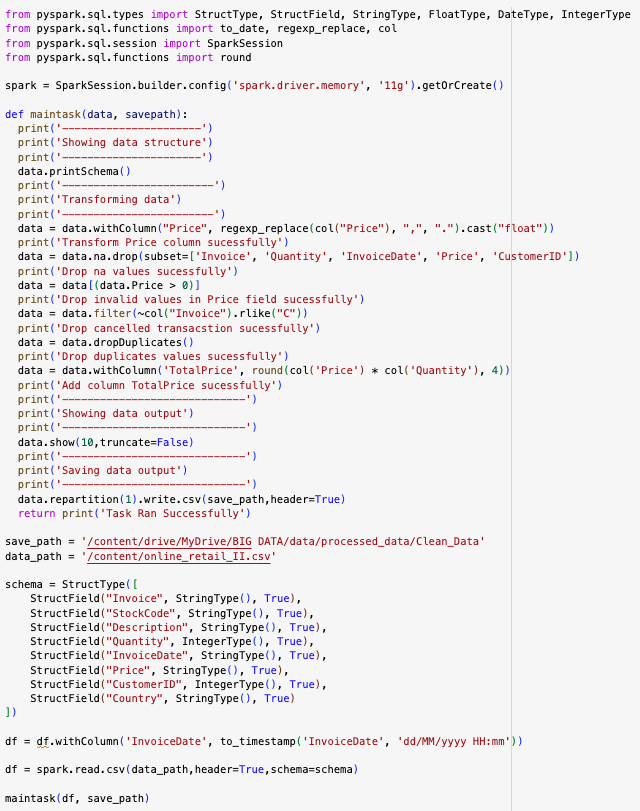 from pyspark.sql.types import StructType, StructField, StringType, FloatType, DateType, IntegerType
from pyspark.sql.functions import to_date, regexp_replace, col
from pyspark.sql.session import SparkSession
from pyspark.sql.functions import round

spark = SparkSession.builder.config('spark.driver.memory', '11g').getOrCreate()

def maintask(data, savepath):
  print('----------------------')
  print('Showing data structure')
  print('----------------------')
  data.printSchema()
  print('------------------------')
  print('Transforming data')
  print('------------------------')
  data = data.withColumn("Price", regexp_replace(col("Price"), ",", ".").cast("float"))
  print('Transform Price column sucessfully')
  data = data.na.drop(subset=['Invoice', 'Quantity', 'InvoiceDate', 'Price', 'CustomerID'])
  print('Drop na values sucessfully')
  data = data[(data.Price > 0)]
  print('Drop invalid values in Price field sucessfully')
  data = data.filter(~col("Invoice").rlike("C"))
  print('Drop cancelled transacstion sucessfully')
  data = data.dropDuplicates()
  print('Drop duplicates values sucessfully')
  data = data.withColumn('TotalPrice', round(col('Price') * col('Quantity'), 4))
  print('Add column TotalPrice sucessfully')
  print('-----------------------------')
  print('Showing data output')
  print('-----------------------------')
  data.show(10,truncate=False)
  print('-----------------------------')
  print('Saving data output')
  print('-----------------------------')
  data.repartition(1).write.csv(save_path,header=True)
  return print('Task Ran Successfully')

save_path = '/content/drive/MyDrive/BIG DATA/data/processed_data/Clean_Data'
data_path = '/content/online_retail_II.csv'

schema = StructType([
    StructField("Invoice", StringType(), True),
    StructField("StockCode", StringType(), True),
    StructField("Description", StringType(), True),
    StructField("Quantity", IntegerType(), True),
    StructField("InvoiceDate", StringType(), True),
    StructField("Price", StringType(), True),
    StructField("CustomerID", IntegerType(), True),
    StructField("Country", StringType(), True)
])

df = df.withColumn('InvoiceDate', to_timestamp('InvoiceDate', 'dd/MM/yyyy HH:mm'))

df = spark.read.csv(data_path,header=True,schema=schema)

maintask(df, save_path)